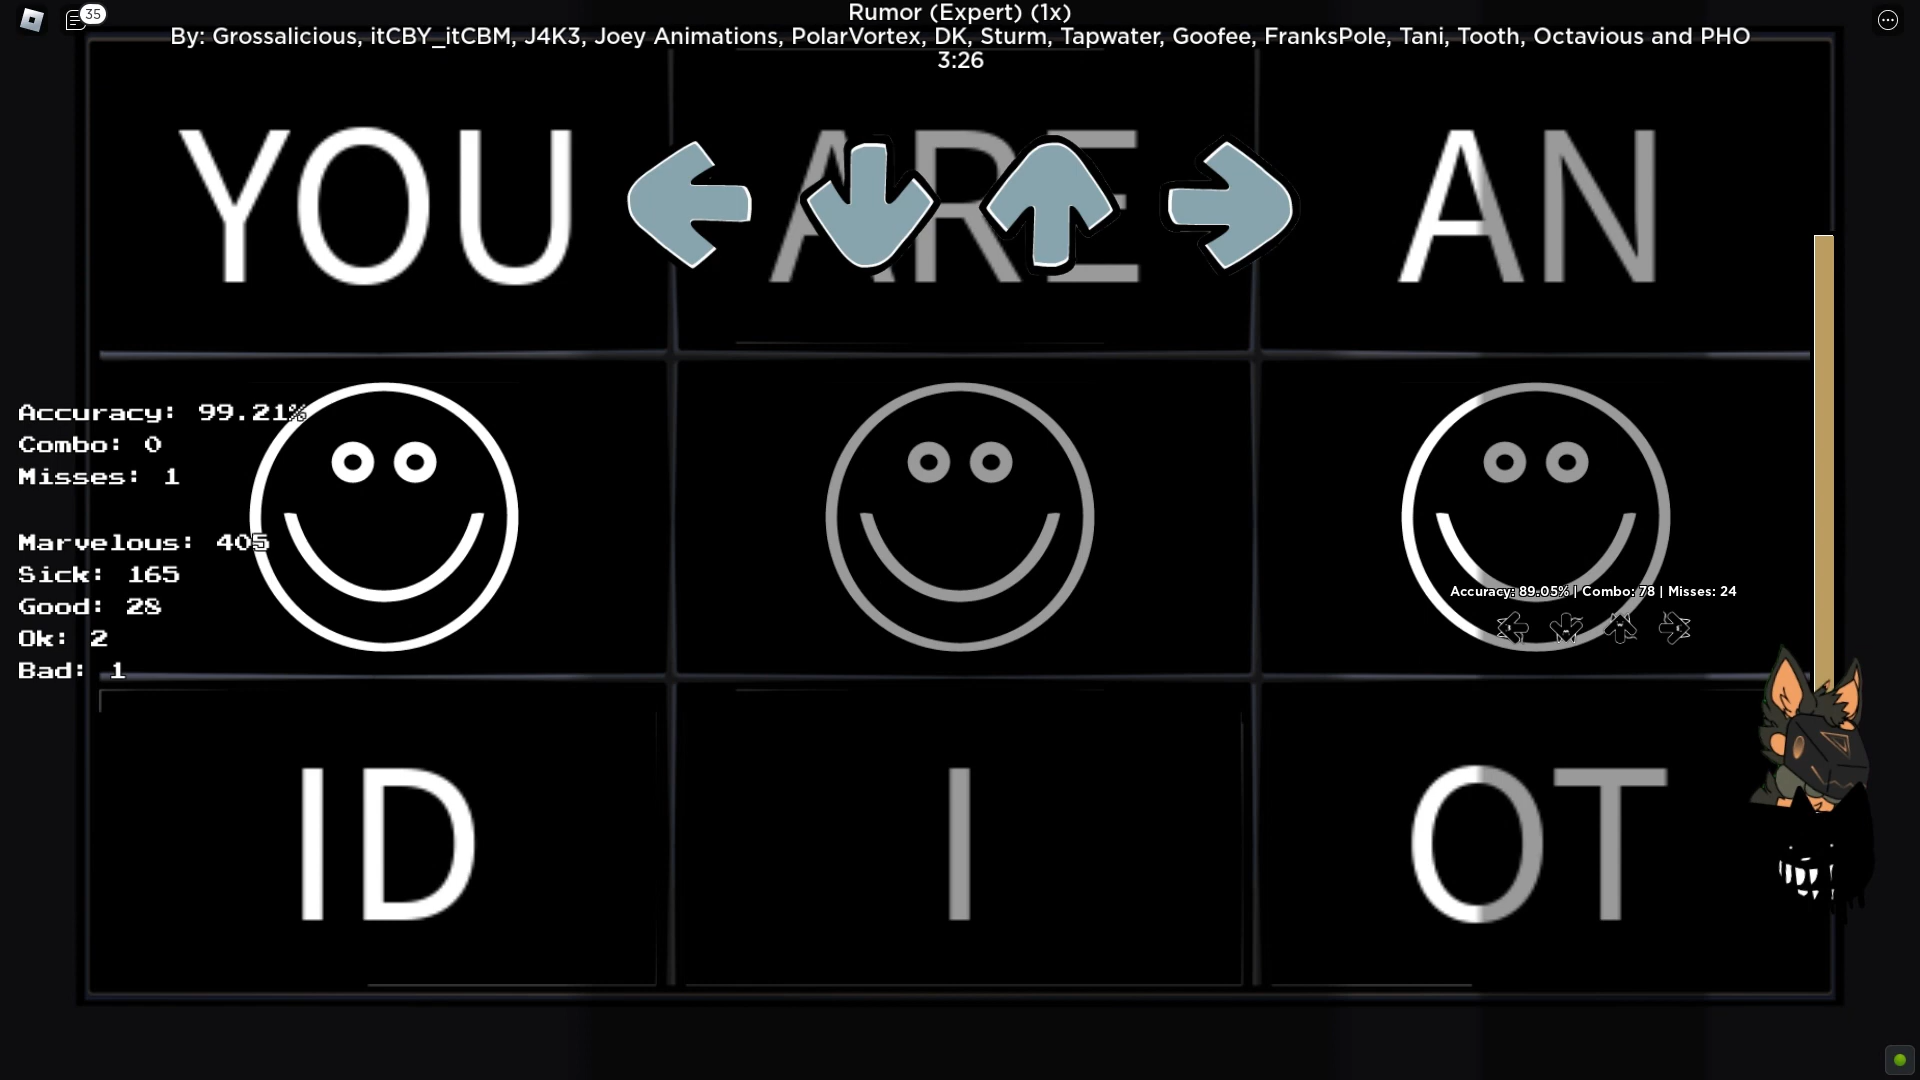 35
Rumor (Expert) (1x)
By: Grossalicious, itCBY_itCBM, J4K3, Joey Animations, PolarVortex, DK, Sturm, Tapwater, Goofee, FranksPole, Tani, Tooth, Octavious and PHO
3:26
YOU ARE AN
Accuracy: 99.21%
Combo: 0
Misses: 1
Marvelous: 405
Sick: 165
Good: 28
Ok: 2
Bad: 1
Accuracy: 89.05% | Combo: 78 | Misses: 24
ID I OT